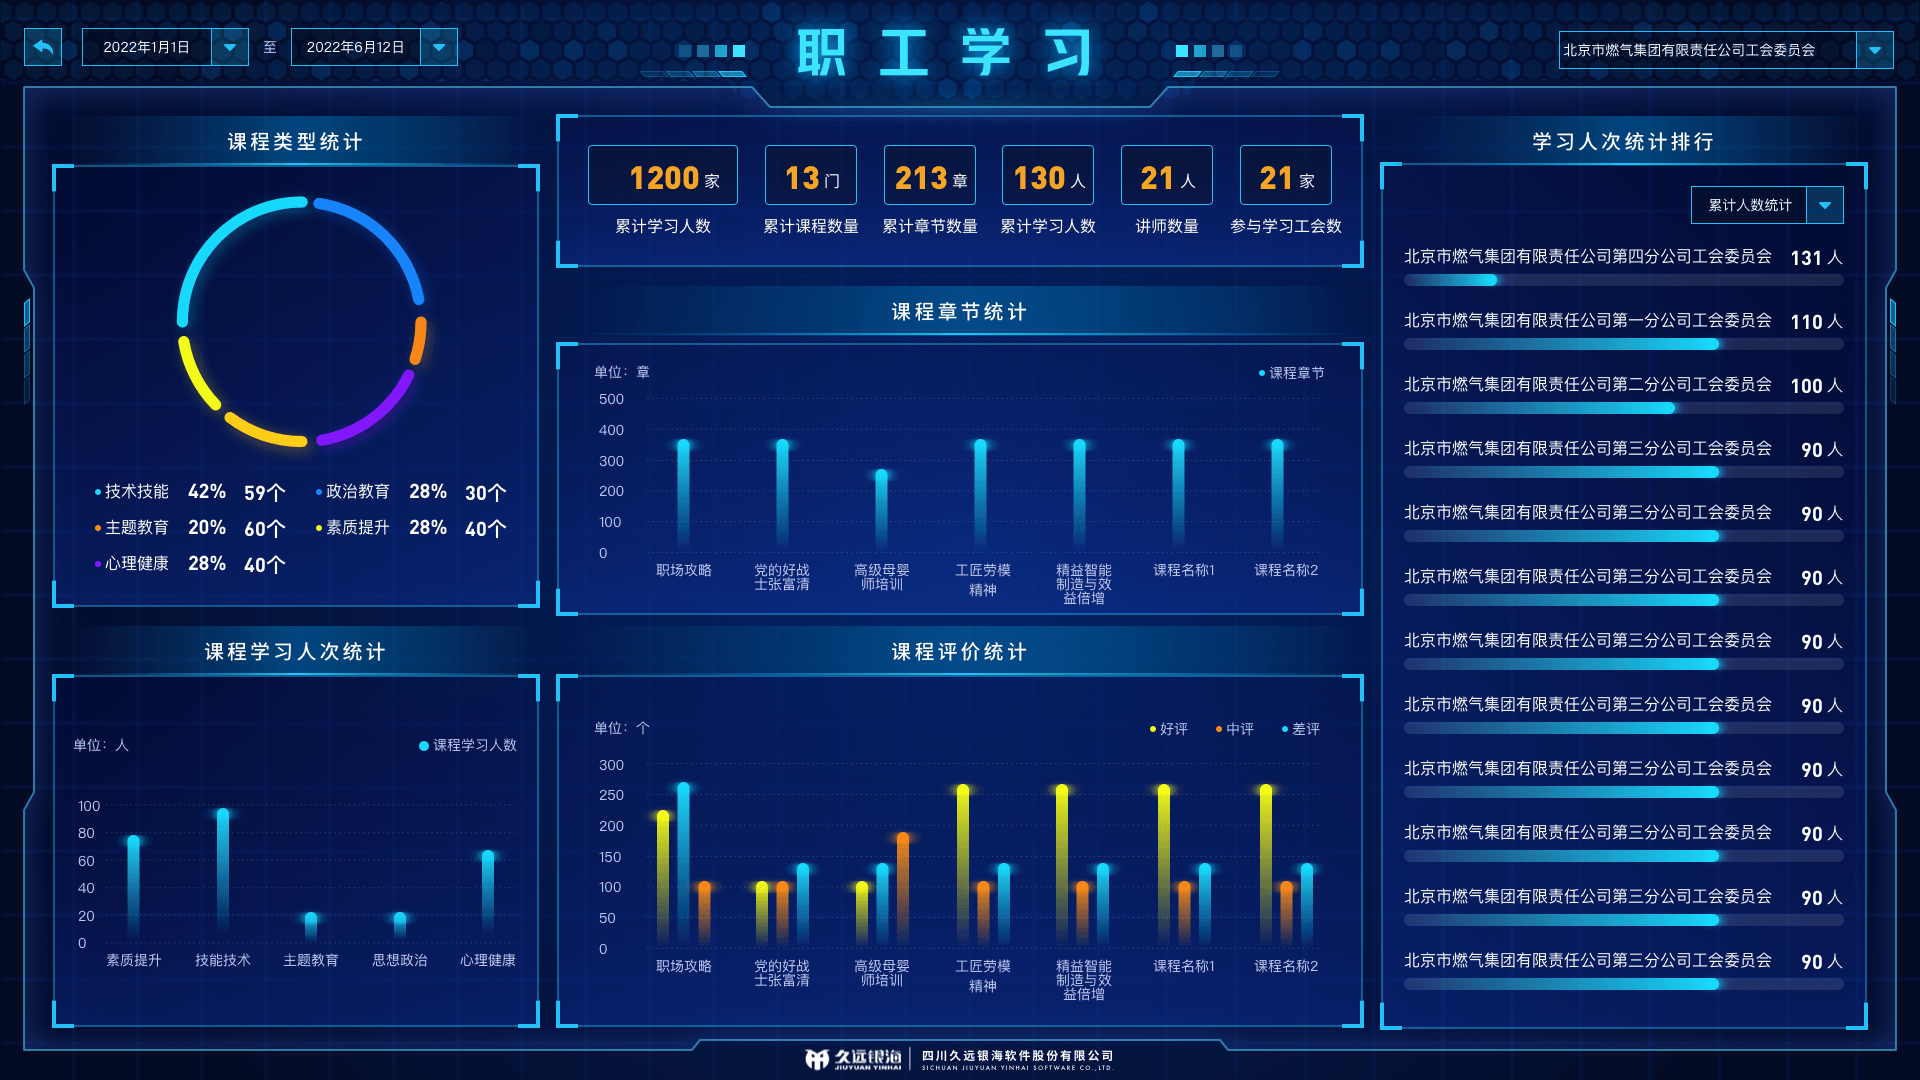 职工学习
2022年1月1日 至 2022年6月12日
北京市燃气集团有限责任公司工会委员会
课程类型统计
技术技能 42% 59个
政治教育 28% 30个
主题教育 20% 60个
素质提升 28% 40个
心理健康 28% 40个
1200家
累计学习人数
13门
累计课程数量
213章
累计章节数量
130人
累计学习人数
21人
讲师数量
21家
参与学习工会数
课程章节统计
单位：章
课程章节
500
400
300
200
100
0
职场攻略
党的好战
士张富清
高级母婴
师培训
工匠劳模
精神
精益智能
制造与效
益倍增
课程名称1
课程名称2
课程学习人次统计
单位：人
课程学习人数
100
80
60
40
20
0
素质提升
技能技术
主题教育
思想政治
心理健康
课程评价统计
单位：个
好评
中评
差评
300
250
200
150
100
50
0
职场攻略
党的好战
士张富清
高级母婴
师培训
工匠劳模
精神
精益智能
制造与效
益倍增
课程名称1
课程名称2
学习人次统计排行
累计人数统计
北京市燃气集团有限责任公司第四分公司工会委员会 131人
北京市燃气集团有限责任公司第一分公司工会委员会 110人
北京市燃气集团有限责任公司第二分公司工会委员会 100人
北京市燃气集团有限责任公司第三分公司工会委员会 90人
北京市燃气集团有限责任公司第三分公司工会委员会 90人
北京市燃气集团有限责任公司第三分公司工会委员会 90人
北京市燃气集团有限责任公司第三分公司工会委员会 90人
北京市燃气集团有限责任公司第三分公司工会委员会 90人
北京市燃气集团有限责任公司第三分公司工会委员会 90人
北京市燃气集团有限责任公司第三分公司工会委员会 90人
北京市燃气集团有限责任公司第三分公司工会委员会 90人
北京市燃气集团有限责任公司第三分公司工会委员会 90人
久远银海
JIUYUAN YINHAI
四川久远银海软件股份有限公司
SICHUAN JIUYUAN YINHAI SOFTWARE CO.,LTD.